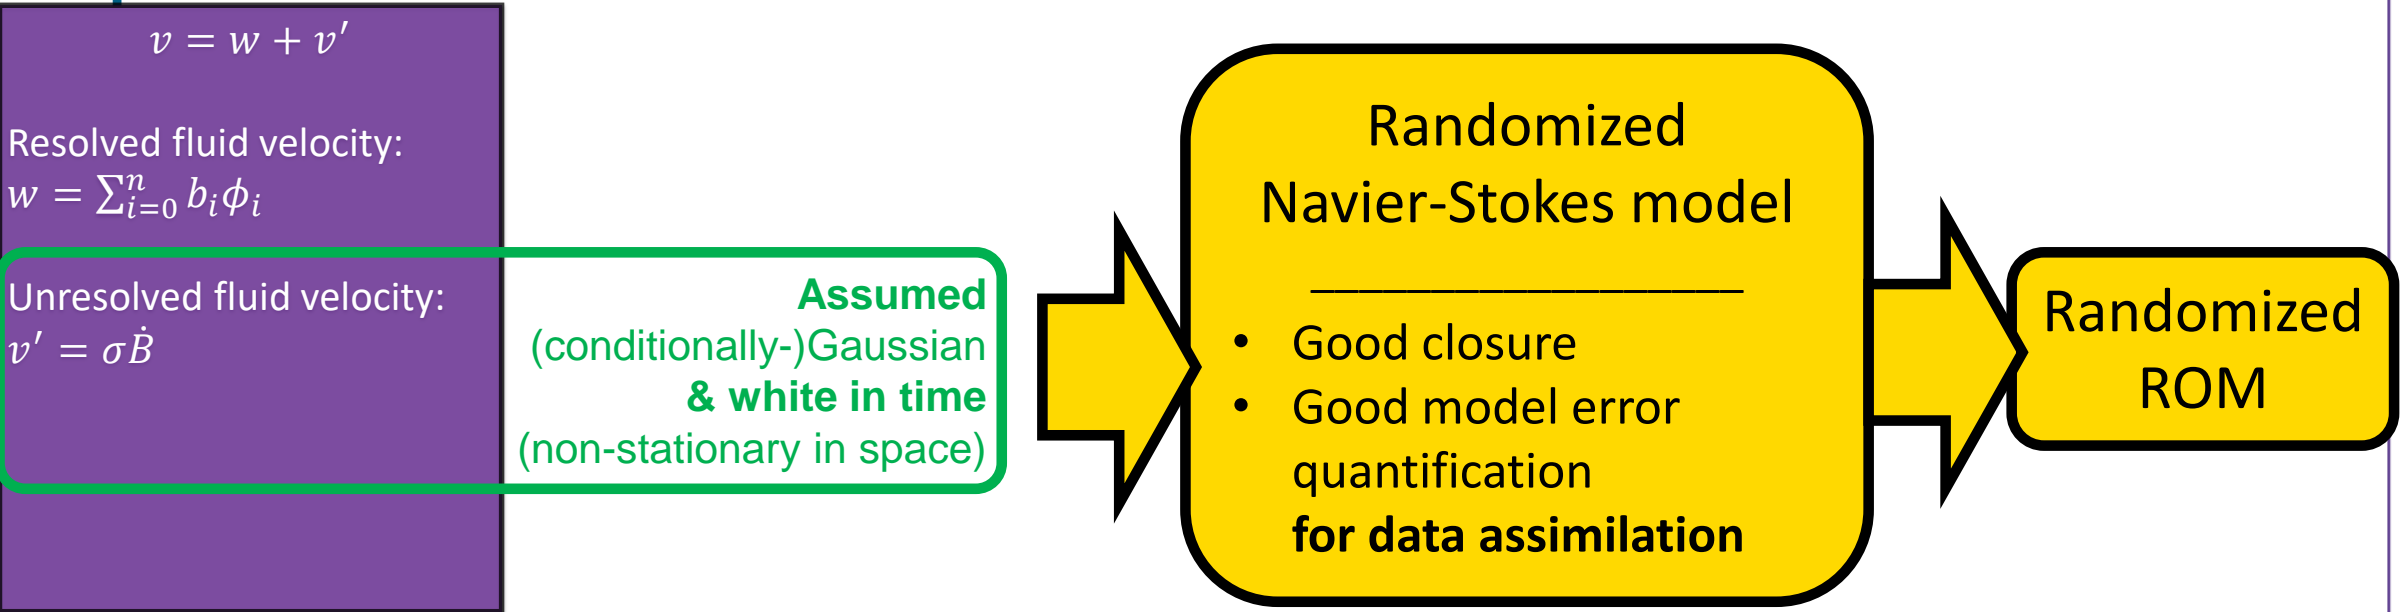 v = w + v′
Resolved fluid velocity:
w = ∑ⁿᵢ₌₀ bᵢϕᵢ
Unresolved fluid velocity:
v′ = σḂ
Assumed
(conditionally-)Gaussian
& white in time
(non-stationary in space)
Randomized
Navier-Stokes model
• Good closure
• Good model error
quantification
for data assimilation
Randomized
ROM